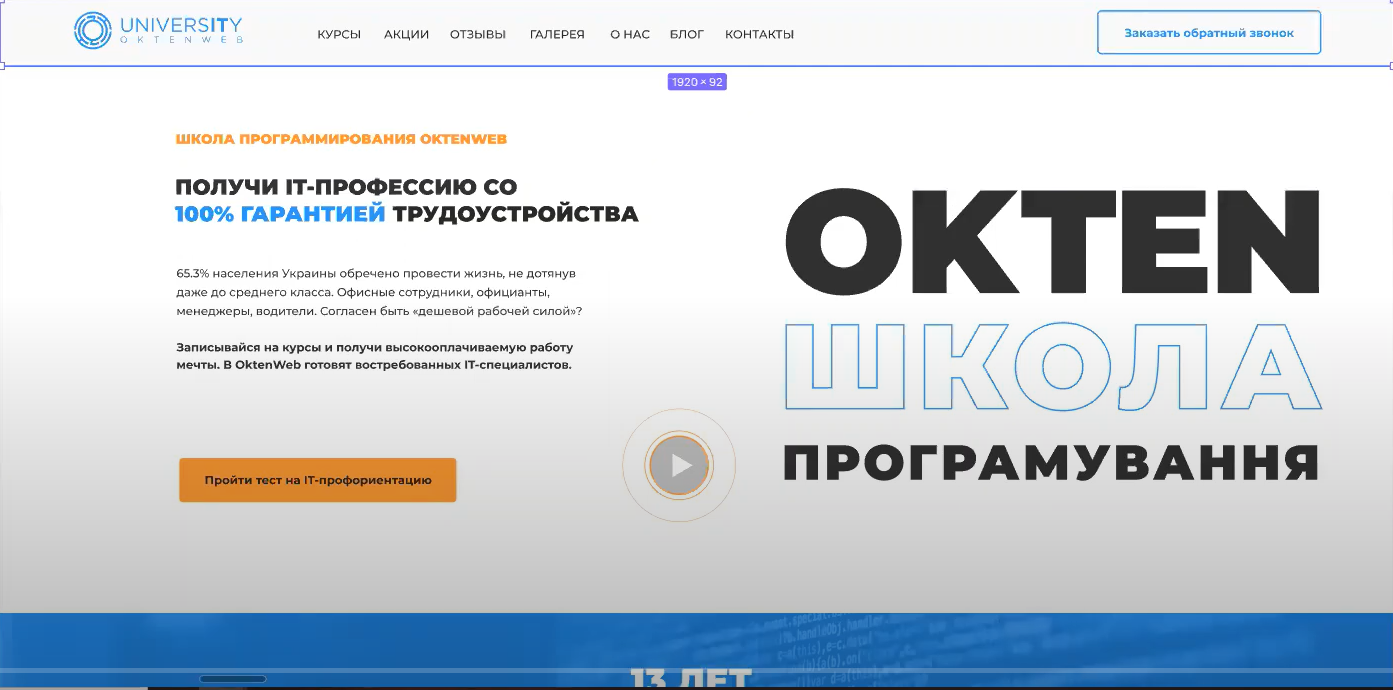 UNIVERSITY
OKTENWEB
КУРСЫ АКЦИИ ОТЗЫВЫ ГАЛЕРЕЯ О НАС БЛОГ КОНТАКТЫ
Заказать обратный звонок
1920 × 92
ШКОЛА ПРОГРАММИРОВАНИЯ OKTENWEB
ПОЛУЧИ IT-ПРОФЕССИЮ СО
100% ГАРАНТИЕЙ ТРУДОУСТРОЙСТВА
65.3% населения Украины обречено провести жизнь, не дотянув
даже до среднего класса. Офисные сотрудники, официанты,
менеджеры, водители. Согласен быть «дешевой рабочей силой»?
Записывайся на курсы и получи высокооплачиваемую работу
мечты. В OktenWeb готовят востребованных IT-специалистов.
Пройти тест на IT-профориентацию
OKTEN
ШКОЛА
ПРОГРАМУВАННЯ
13 ЛЕТ